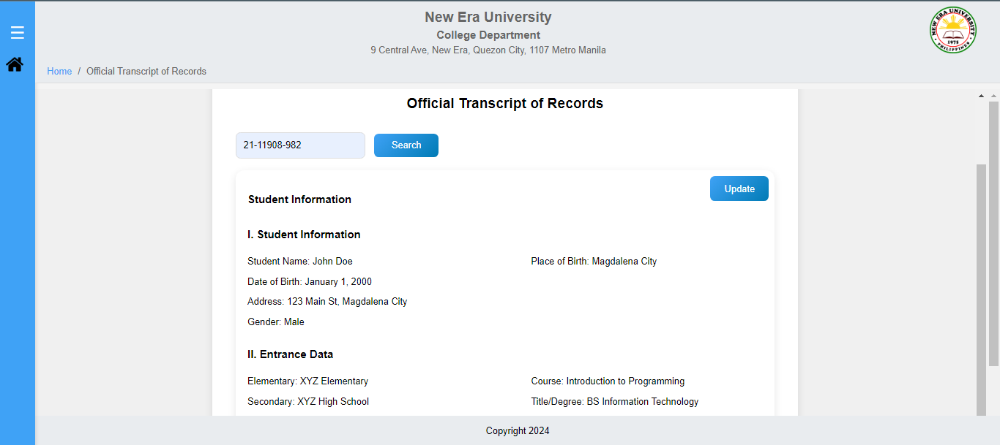 New Era University
College Department
9 Central Ave, New Era, Quezon City, 1107 Metro Manila
NEW ERA UNIVERSITY
1975
PHILIPPINES
Home / Official Transcript of Records
Official Transcript of Records
21-11908-982 Search
Update
Student Information
I. Student Information
Student Name: John Doe Place of Birth: Magdalena City
Date of Birth: January 1, 2000
Address: 123 Main St, Magdalena City
Gender: Male
II. Entrance Data
Elementary: XYZ Elementary Course: Introduction to Programming
Secondary: XYZ High School Title/Degree: BS Information Technology
Copyright 2024